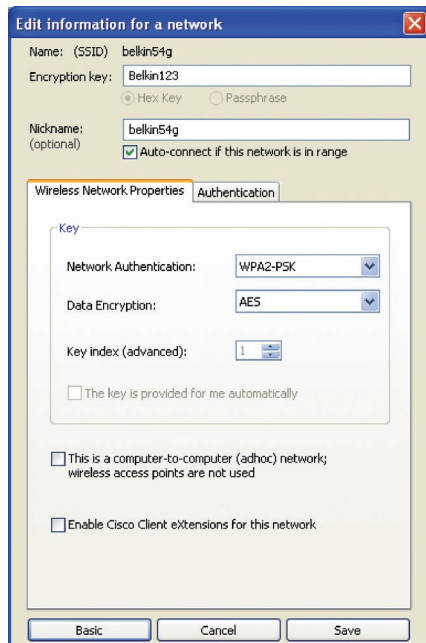 Edit information for a network
Name: (SSID) belkin54g
Encryption key: Belkin123
Hex Key Passphrase
Nickname: belkin54g
(optional)
Auto-connect if this network is in range
Wireless Network Properties Authentication
Key
Network Authentication: WPA2-PSK
Data Encryption: AES
Key index (advanced): 1
The key is provided for me automatically
This is a computer-to-computer (adhoc) network;
wireless access points are not used
Enable Cisco Client eXtensions for this network
Basic Cancel Save